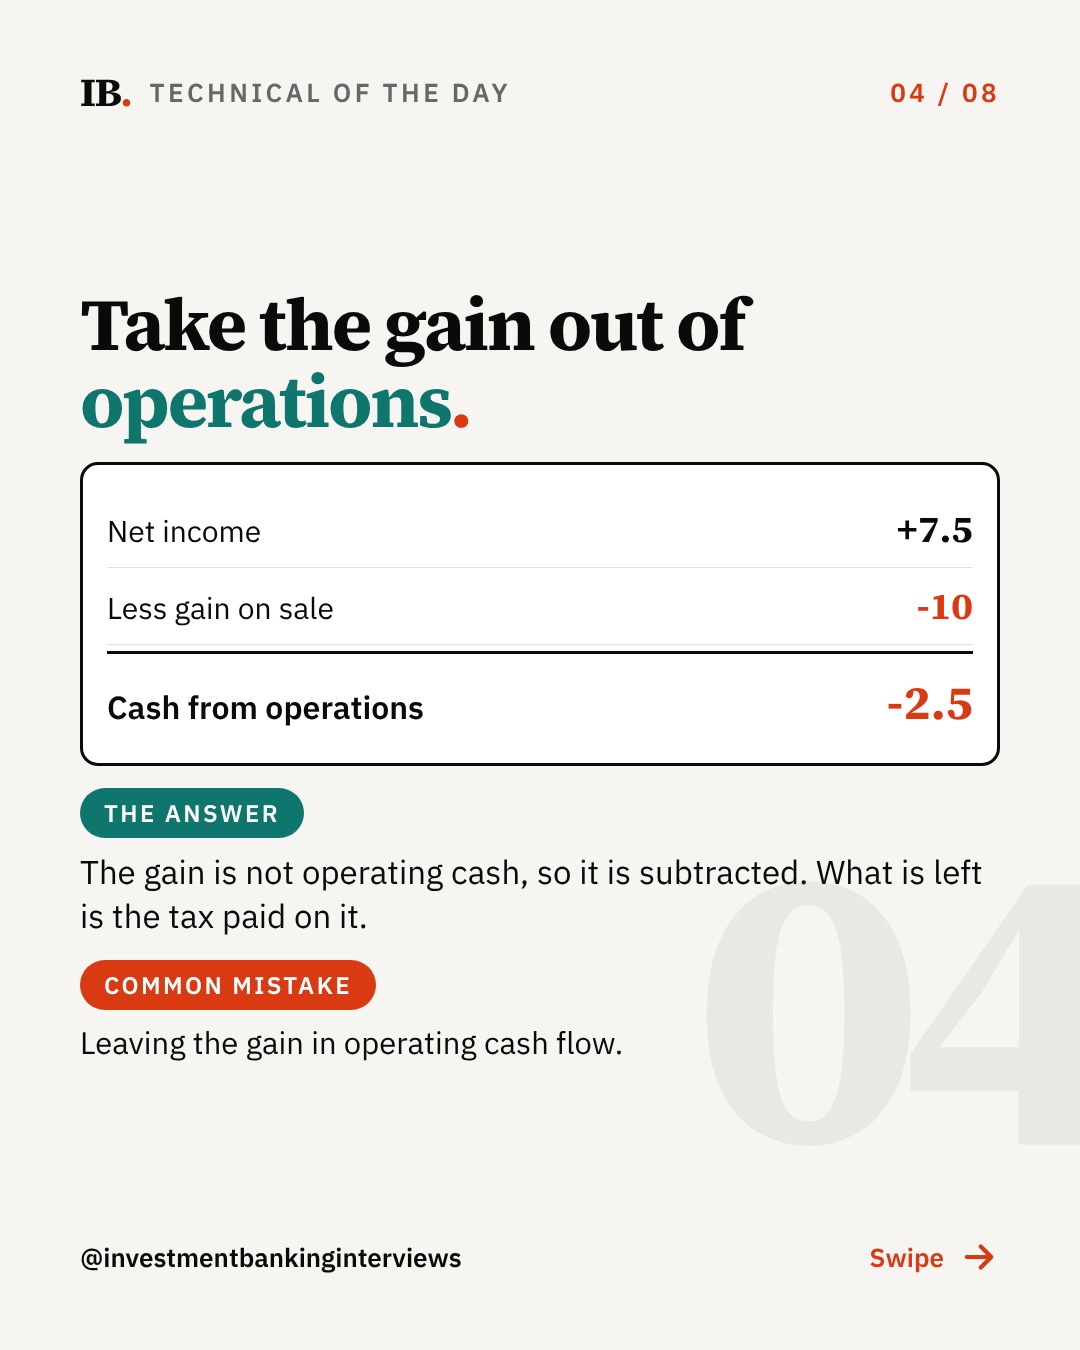 IB. TECHNICAL OF THE DAY
04 / 08
Take the gain out of
operations.
Net income +7.5
Less gain on sale -10
Cash from operations -2.5
THE ANSWER
The gain is not operating cash, so it is subtracted. What is left
is the tax paid on it.
COMMON MISTAKE
Leaving the gain in operating cash flow.
04
@investmentbankinginterviews
Swipe →